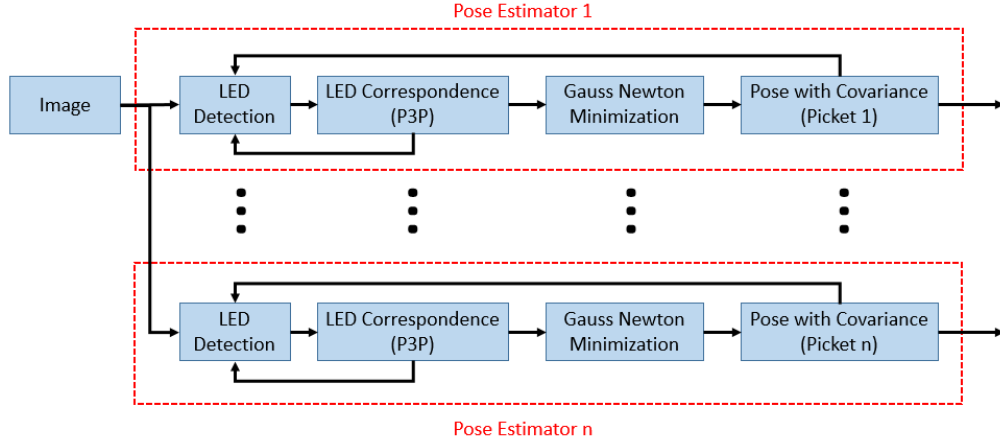 Pose Estimator 1
Image
LED
Detection
LED Correspondence
(P3P)
Gauss Newton
Minimization
Pose with Covariance
(Picket 1)
LED
Detection
LED Correspondence
(P3P)
Gauss Newton
Minimization
Pose with Covariance
(Picket n)
Pose Estimator n